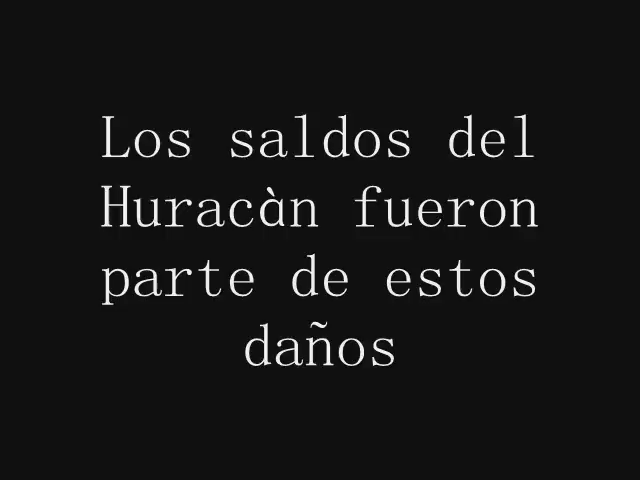 Los saldos del
Huracàn fueron
parte de estos
daños